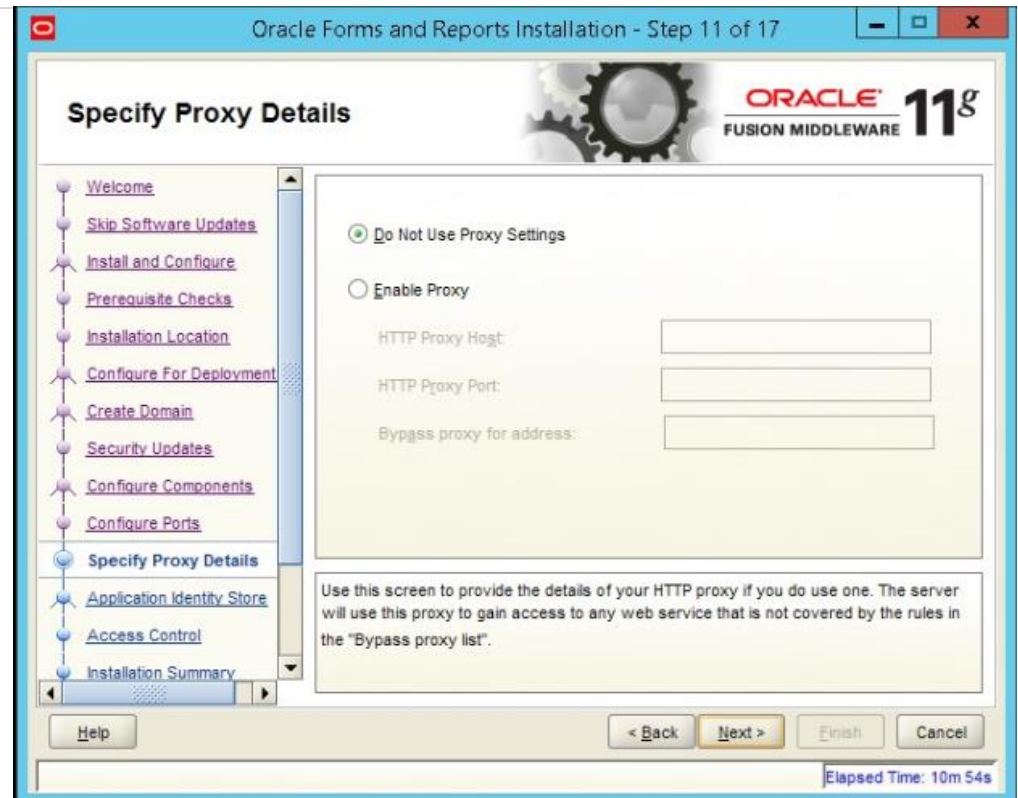 Oracle Forms and Reports Installation - Step 11 of 17
Specify Proxy Details
ORACLE
FUSION MIDDLEWARE 11g
Welcome
Skip Software Updates
Install and Configure
Prerequisite Checks
Installation Location
Configure For Deployment
Create Domain
Security Updates
Configure Components
Configure Ports
Specify Proxy Details
Application Identity Store
Access Control
Installation Summary
Do Not Use Proxy Settings
Enable Proxy
HTTP Proxy Host:
HTTP Proxy Port:
Bypass proxy for address:
Use this screen to provide the details of your HTTP proxy if you do use one. The server
will use this proxy to gain access to any web service that is not covered by the rules in
the "Bypass proxy list".
Help
< Back
Next >
Finish
Cancel
Elapsed Time: 10m 54s